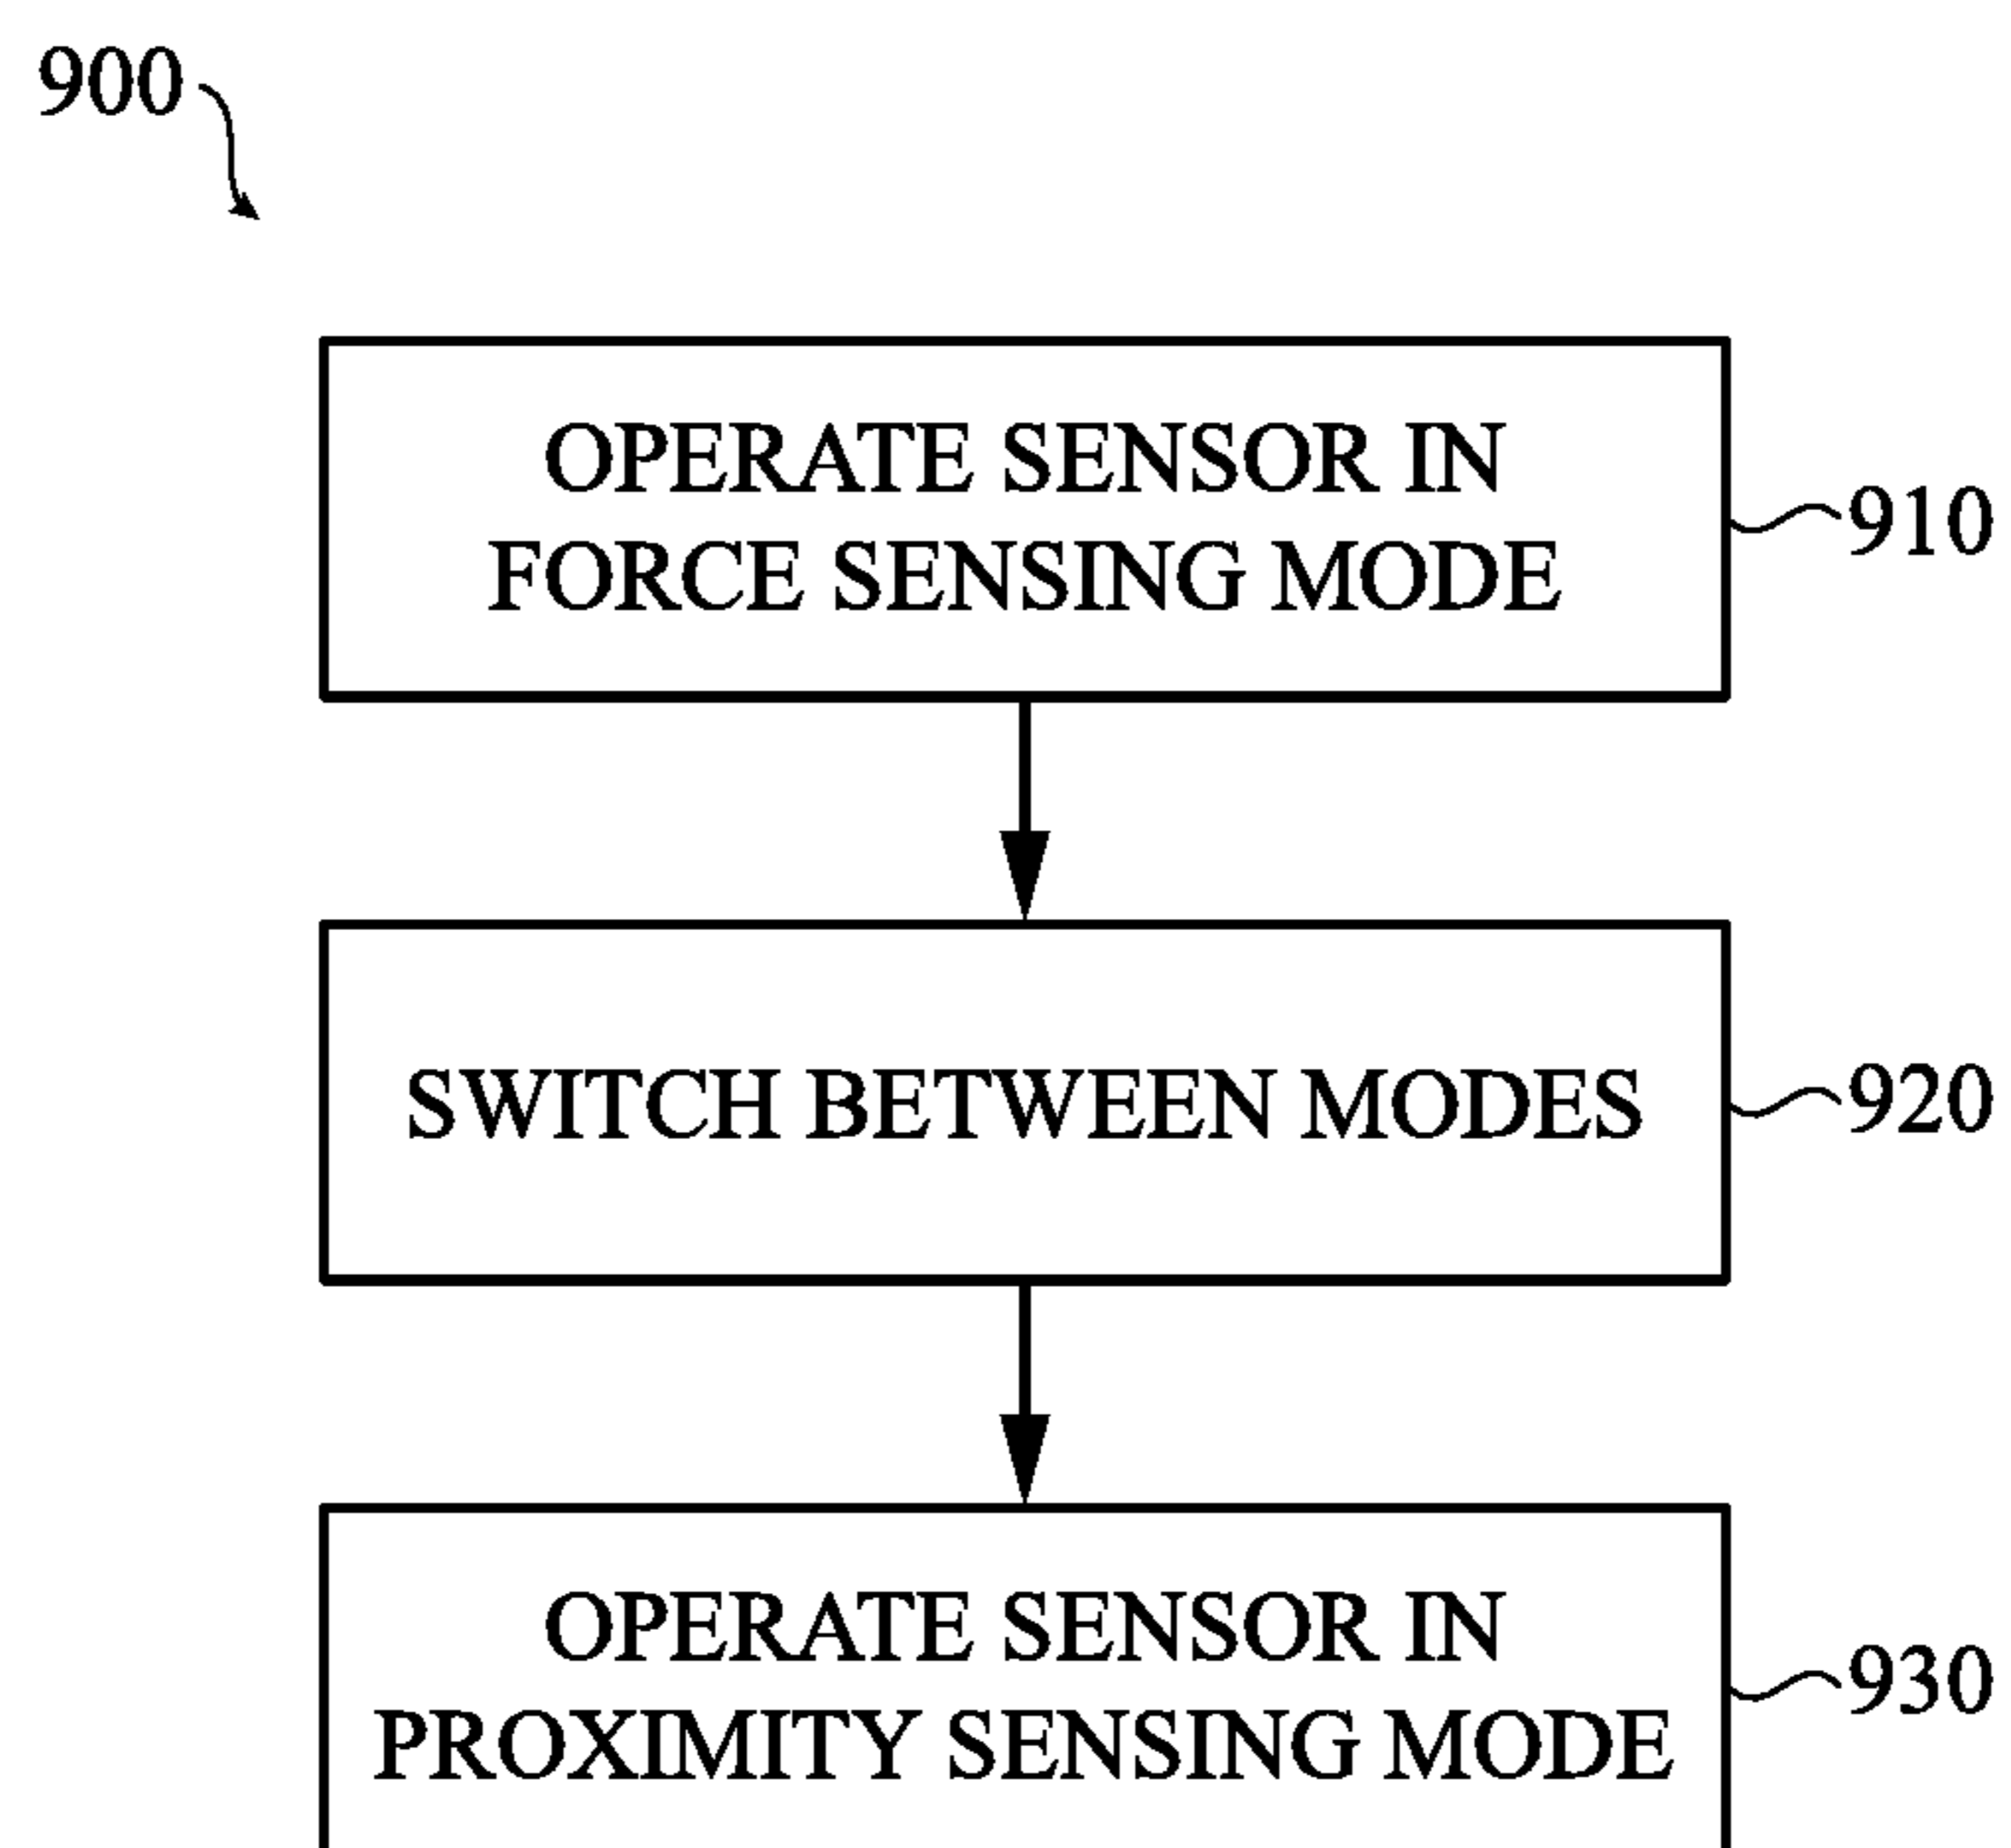 900
OPERATE SENSOR IN
FORCE SENSING MODE
910
SWITCH BETWEEN MODES
920
OPERATE SENSOR IN
PROXIMITY SENSING MODE
930